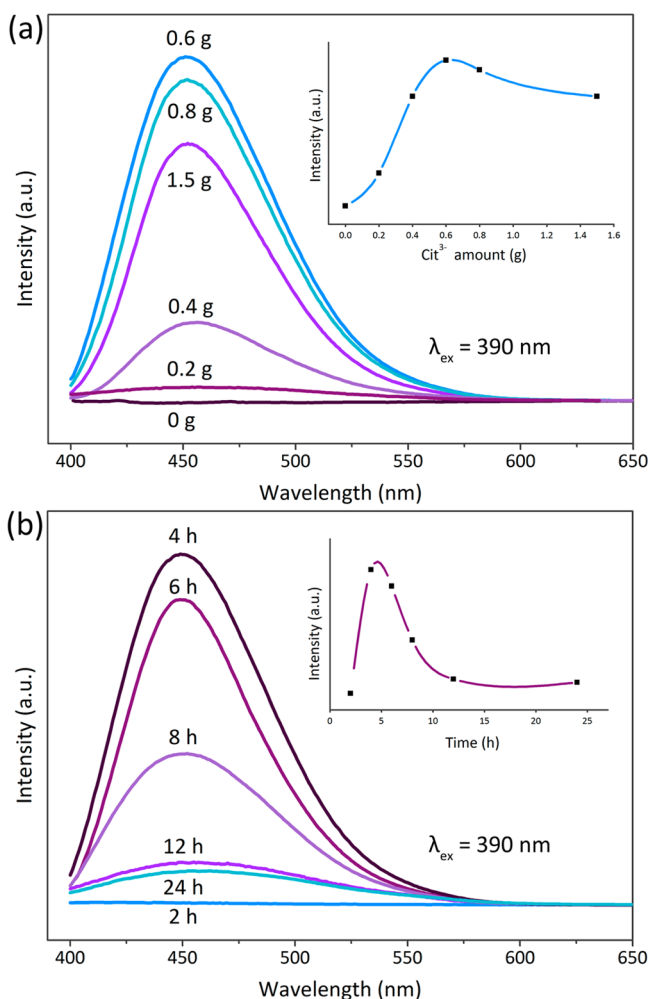 (a)
0.6 g
0.8 g
1.5 g
0.4 g
0.2 g
0 g
λex = 390 nm
Intensity (a.u.)
400 450 500 550 600 650
Wavelength (nm)
Intensity (a.u.)
0.0 0.2 0.4 0.6 0.8 1.0 1.2 1.4 1.6
Cit3- amount (g)
(b)
4 h
6 h
8 h
12 h
24 h
2 h
λex = 390 nm
Intensity (a.u.)
400 450 500 550 600 650
Wavelength (nm)
Intensity (a.u.)
0 5 10 15 20 25
Time (h)